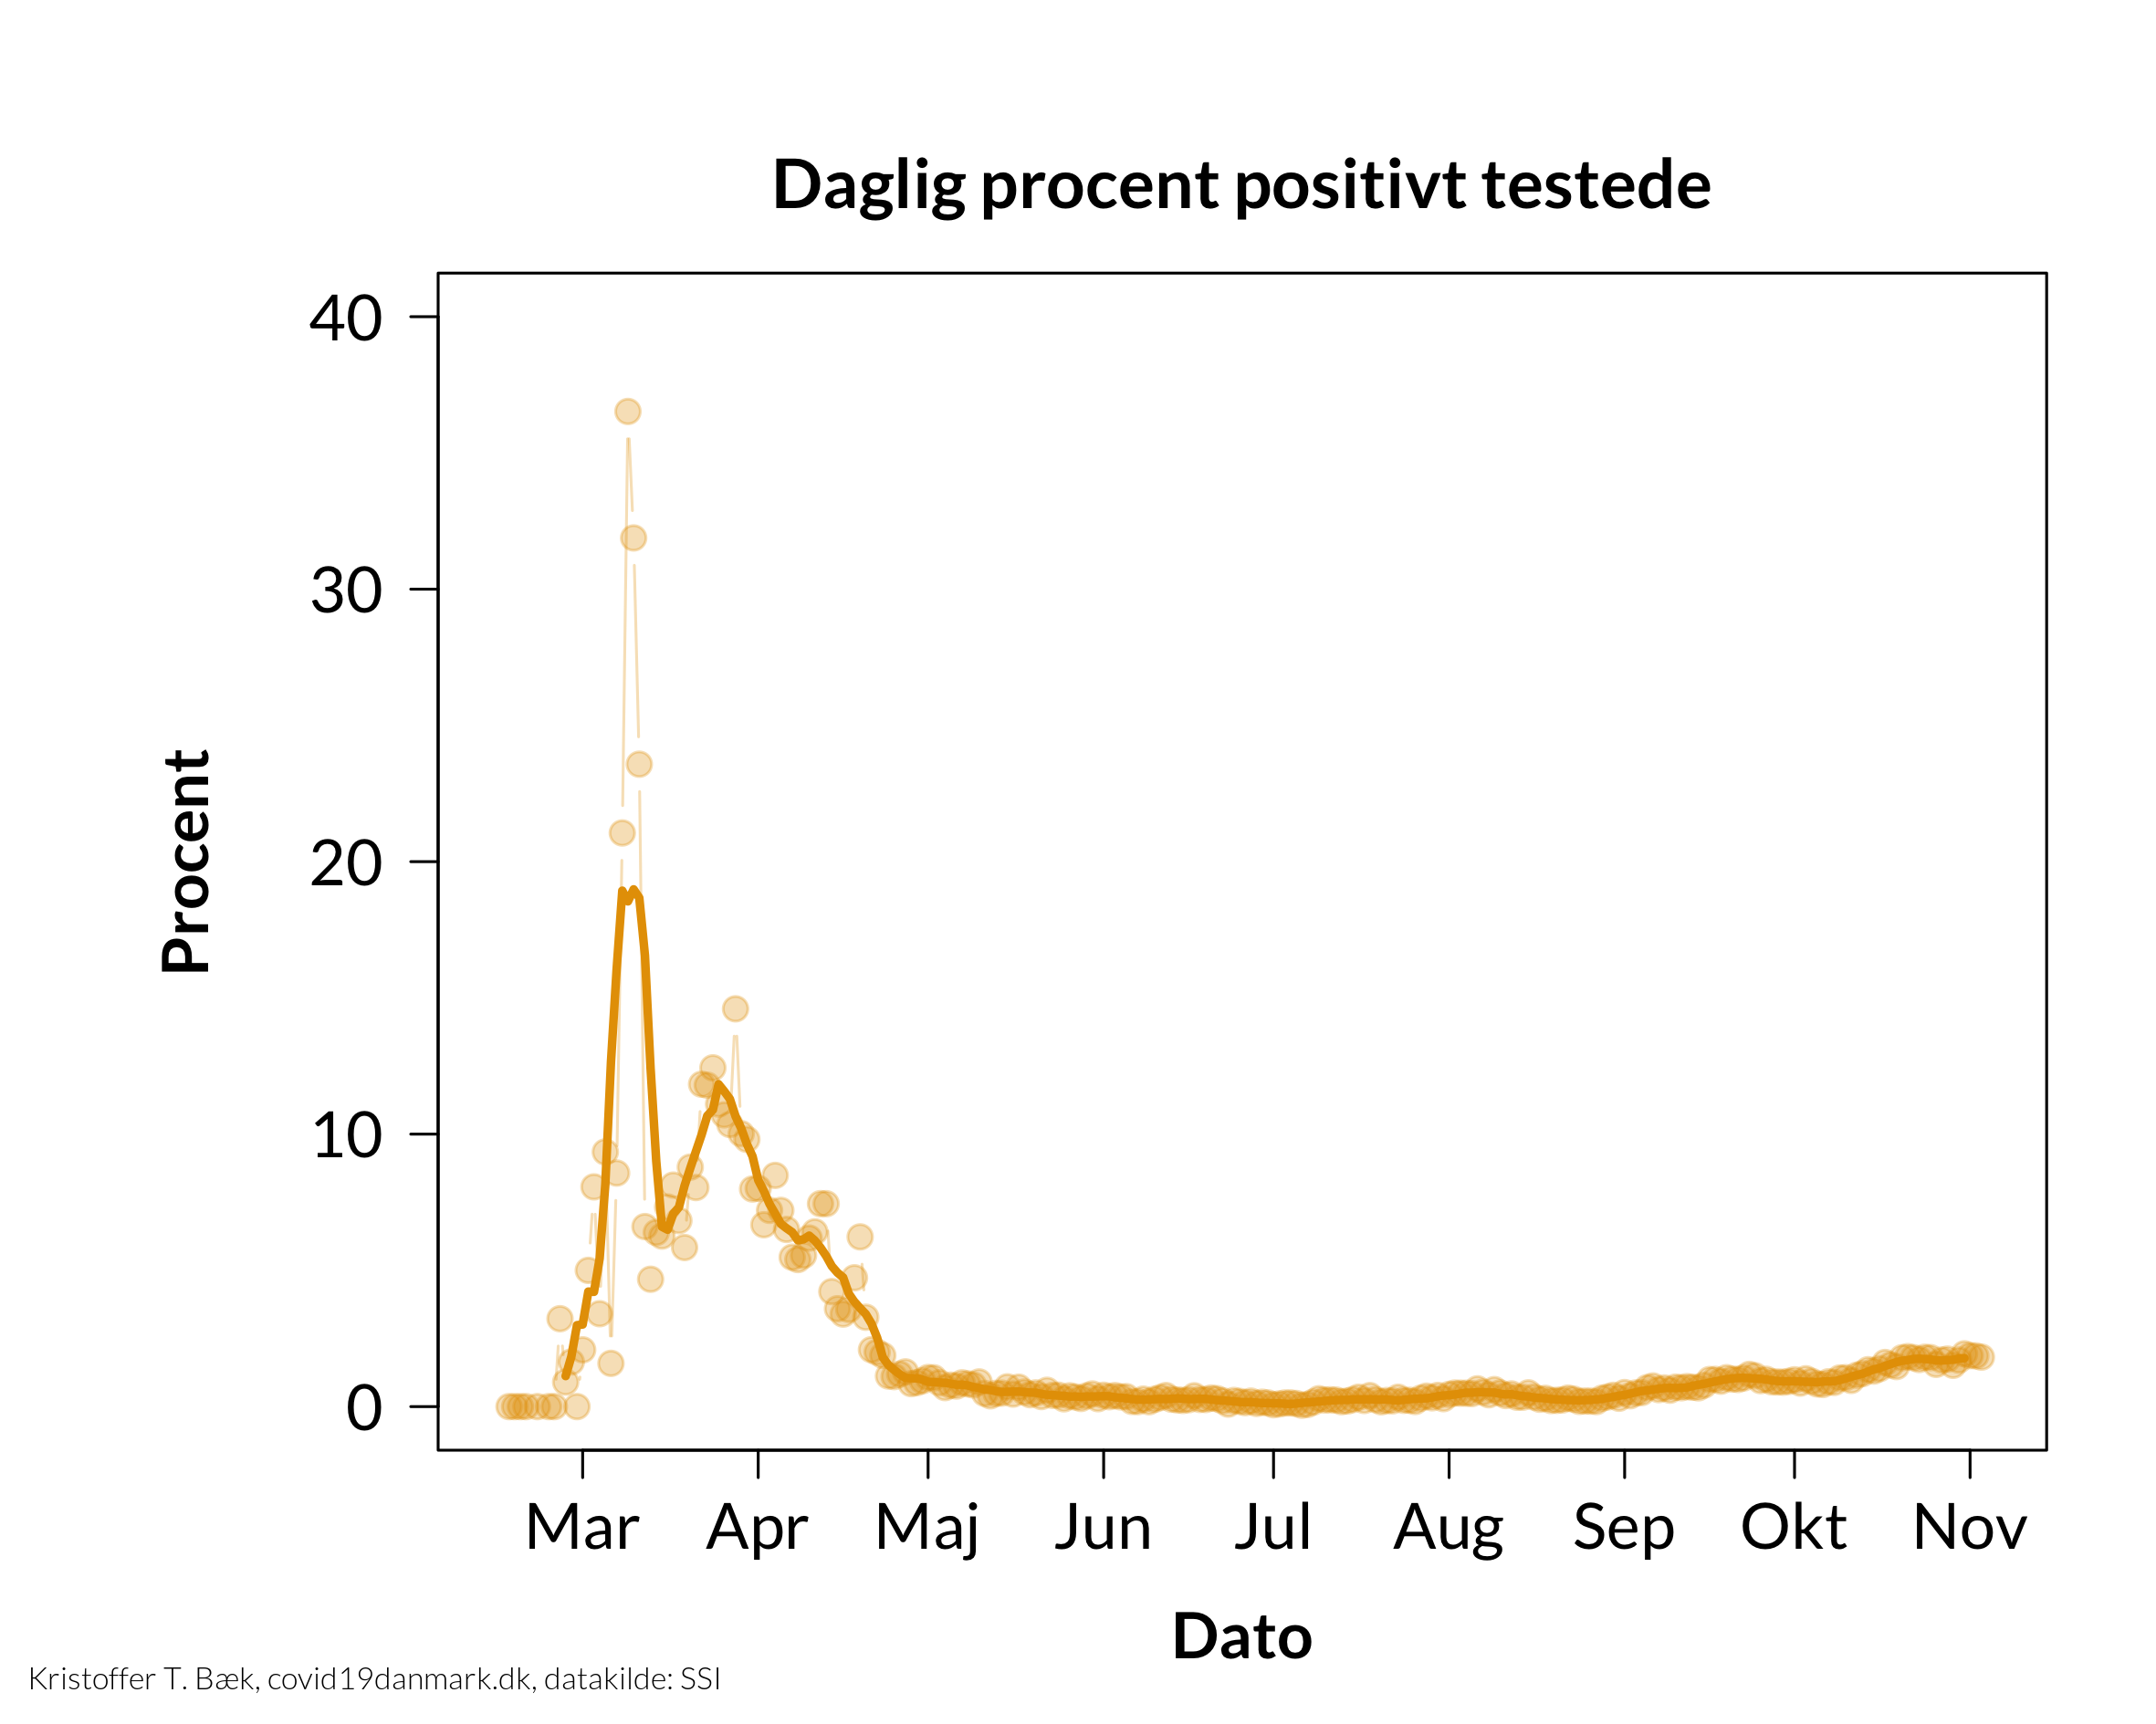 Daglig procent positivt testede
Procent
40
30
20
10
0
Mar Apr Maj Jun Jul Aug Sep Okt Nov
Dato
Kristoffer T. Bæk, covid19danmark.dk, datakilde: SSI